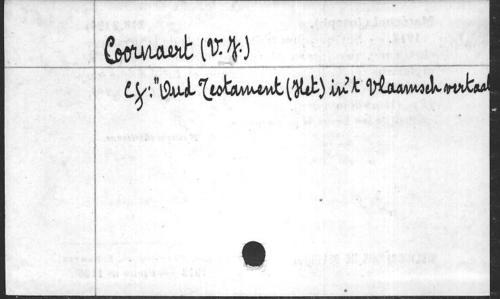 Coornaert (V. J.)
Cf: "Oud Testament (Het) in 't Vlaamsch vertaal